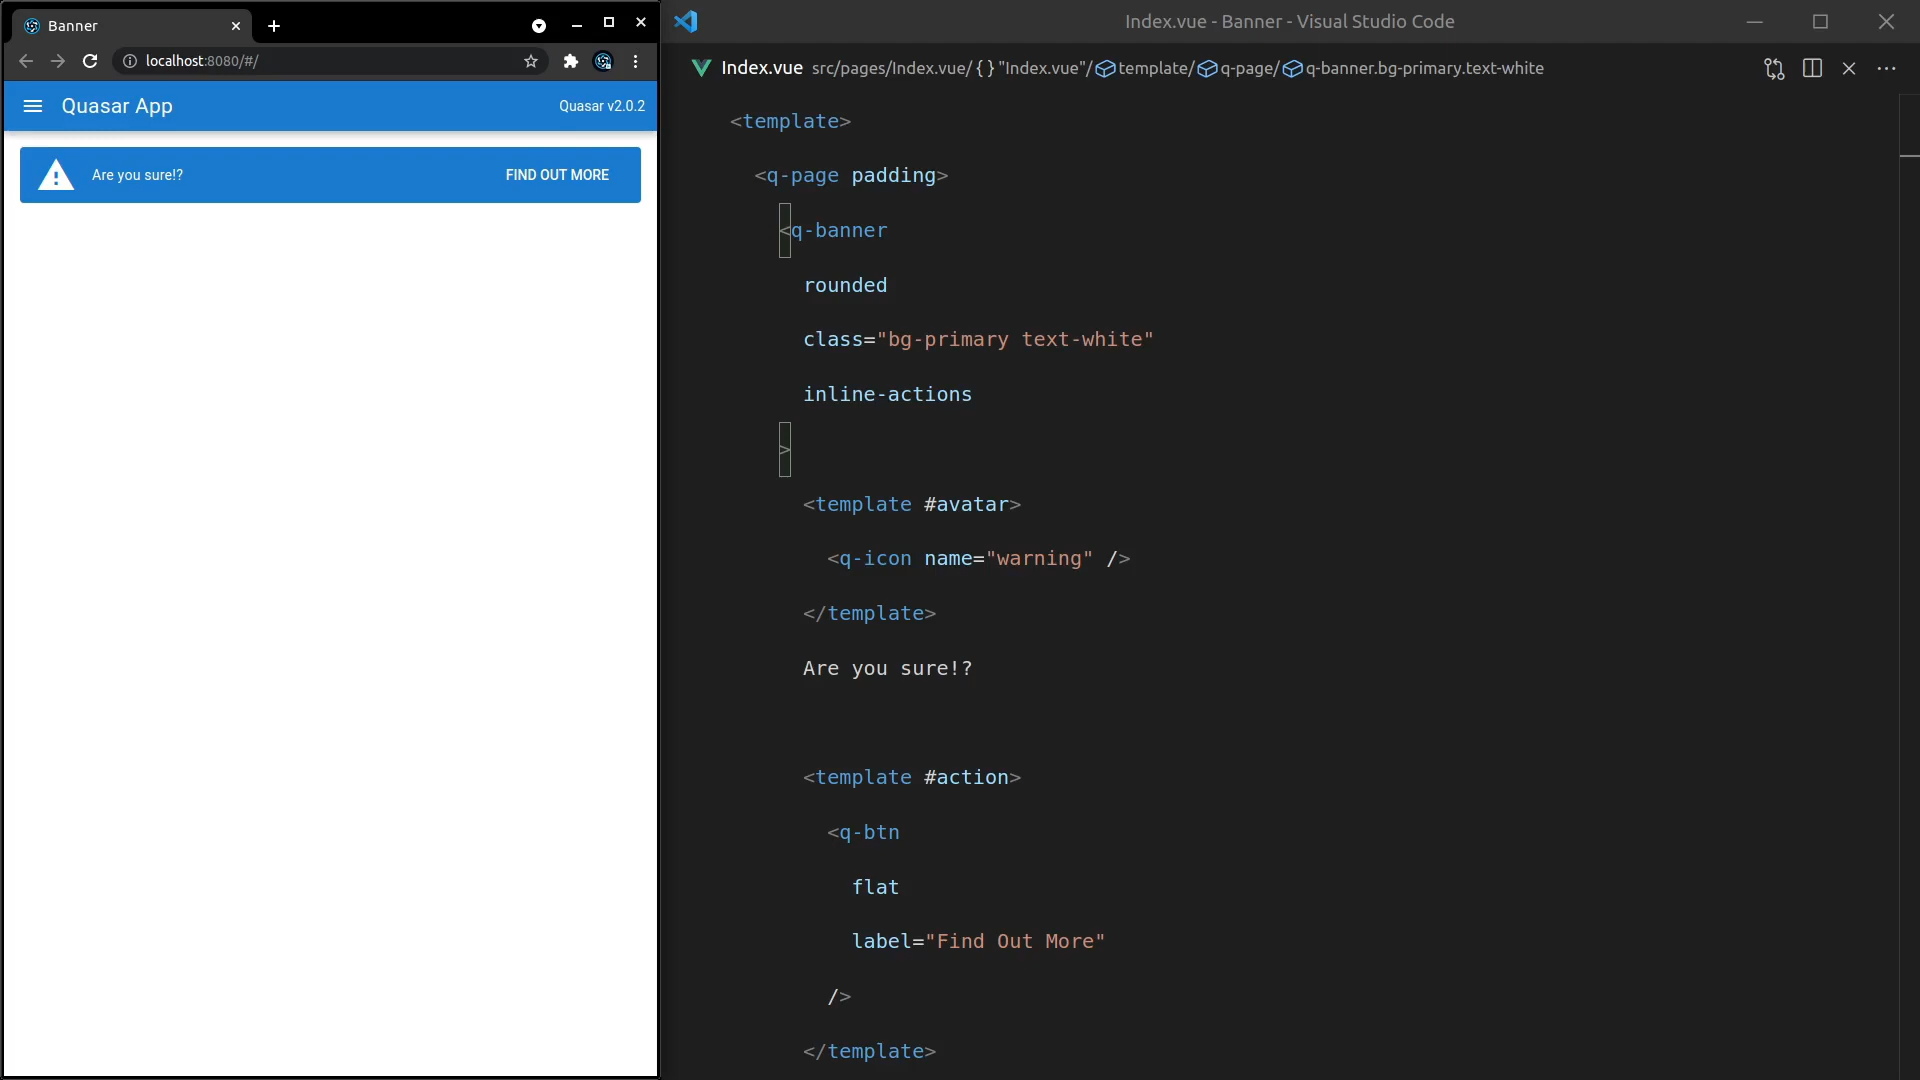 Banner
localhost:8080/#/
Quasar App
Quasar v2.0.2
Are you sure!?
FIND OUT MORE
Index.vue - Banner - Visual Studio Code
Index.vue src/pages/Index.vue/ { } "Index.vue"/ template/ q-page/ q-banner.bg-primary.text-white
<template>
<q-page padding>
<q-banner
rounded
class="bg-primary text-white"
inline-actions
>
<template #avatar>
<q-icon name="warning" />
</template>
Are you sure!?
<template #action>
<q-btn
flat
label="Find Out More"
/>
</template>